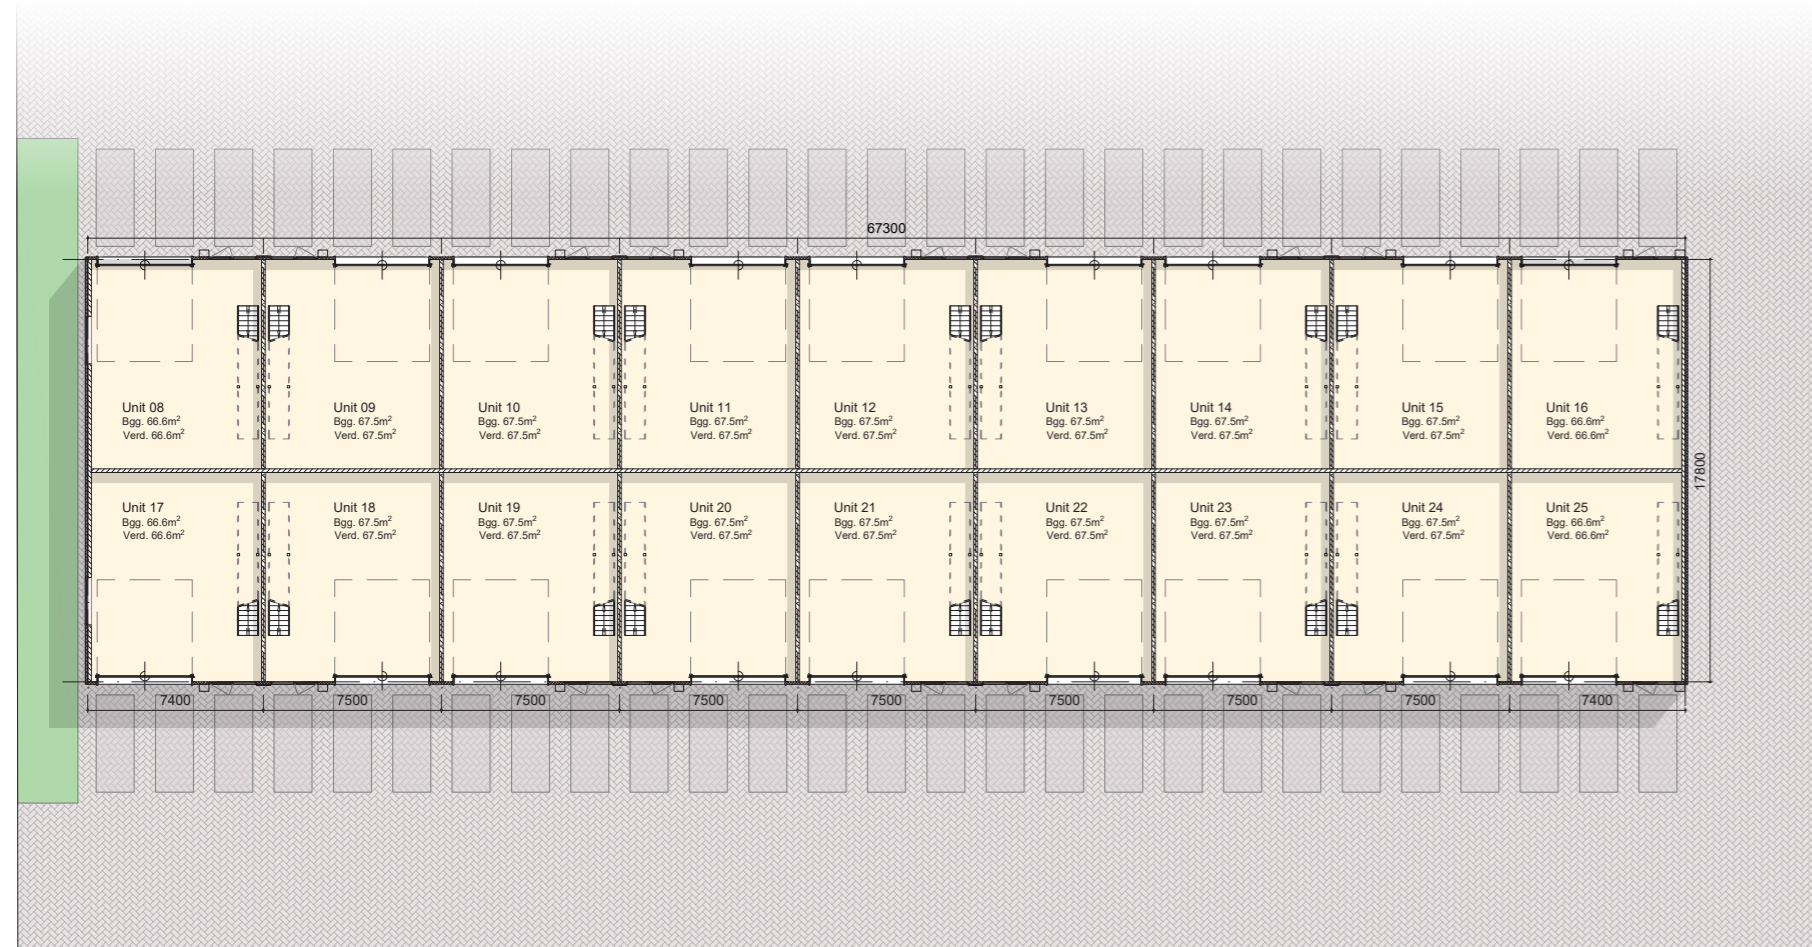 67300
Unit 08
Bgg. 66.6m²
Verd. 66.6m²
Unit 09
Bgg. 67.5m²
Verd. 67.5m²
Unit 10
Bgg. 67.5m²
Verd. 67.5m²
Unit 11
Bgg. 67.5m²
Verd. 67.5m²
Unit 12
Bgg. 67.5m²
Verd. 67.5m²
Unit 13
Bgg. 67.5m²
Verd. 67.5m²
Unit 14
Bgg. 67.5m²
Verd. 67.5m²
Unit 15
Bgg. 67.5m²
Verd. 67.5m²
Unit 16
Bgg. 66.6m²
Verd. 66.6m²
17800
Unit 17
Bgg. 66.6m²
Verd. 66.6m²
Unit 18
Bgg. 67.5m²
Verd. 67.5m²
Unit 19
Bgg. 67.5m²
Verd. 67.5m²
Unit 20
Bgg. 67.5m²
Verd. 67.5m²
Unit 21
Bgg. 67.5m²
Verd. 67.5m²
Unit 22
Bgg. 67.5m²
Verd. 67.5m²
Unit 23
Bgg. 67.5m²
Verd. 67.5m²
Unit 24
Bgg. 67.5m²
Verd. 67.5m²
Unit 25
Bgg. 66.6m²
Verd. 66.6m²
7400
7500
7500
7500
7500
7500
7500
7500
7400